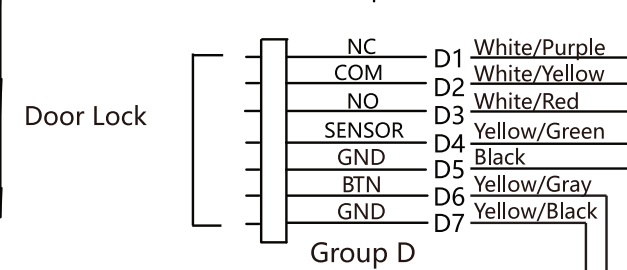 NC D1 White/Purple
COM D2 White/Yellow
Door Lock
NO D3 White/Red
SENSOR D4 Yellow/Green
GND D5 Black
BTN D6 Yellow/Gray
GND D7 Yellow/Black
Group D